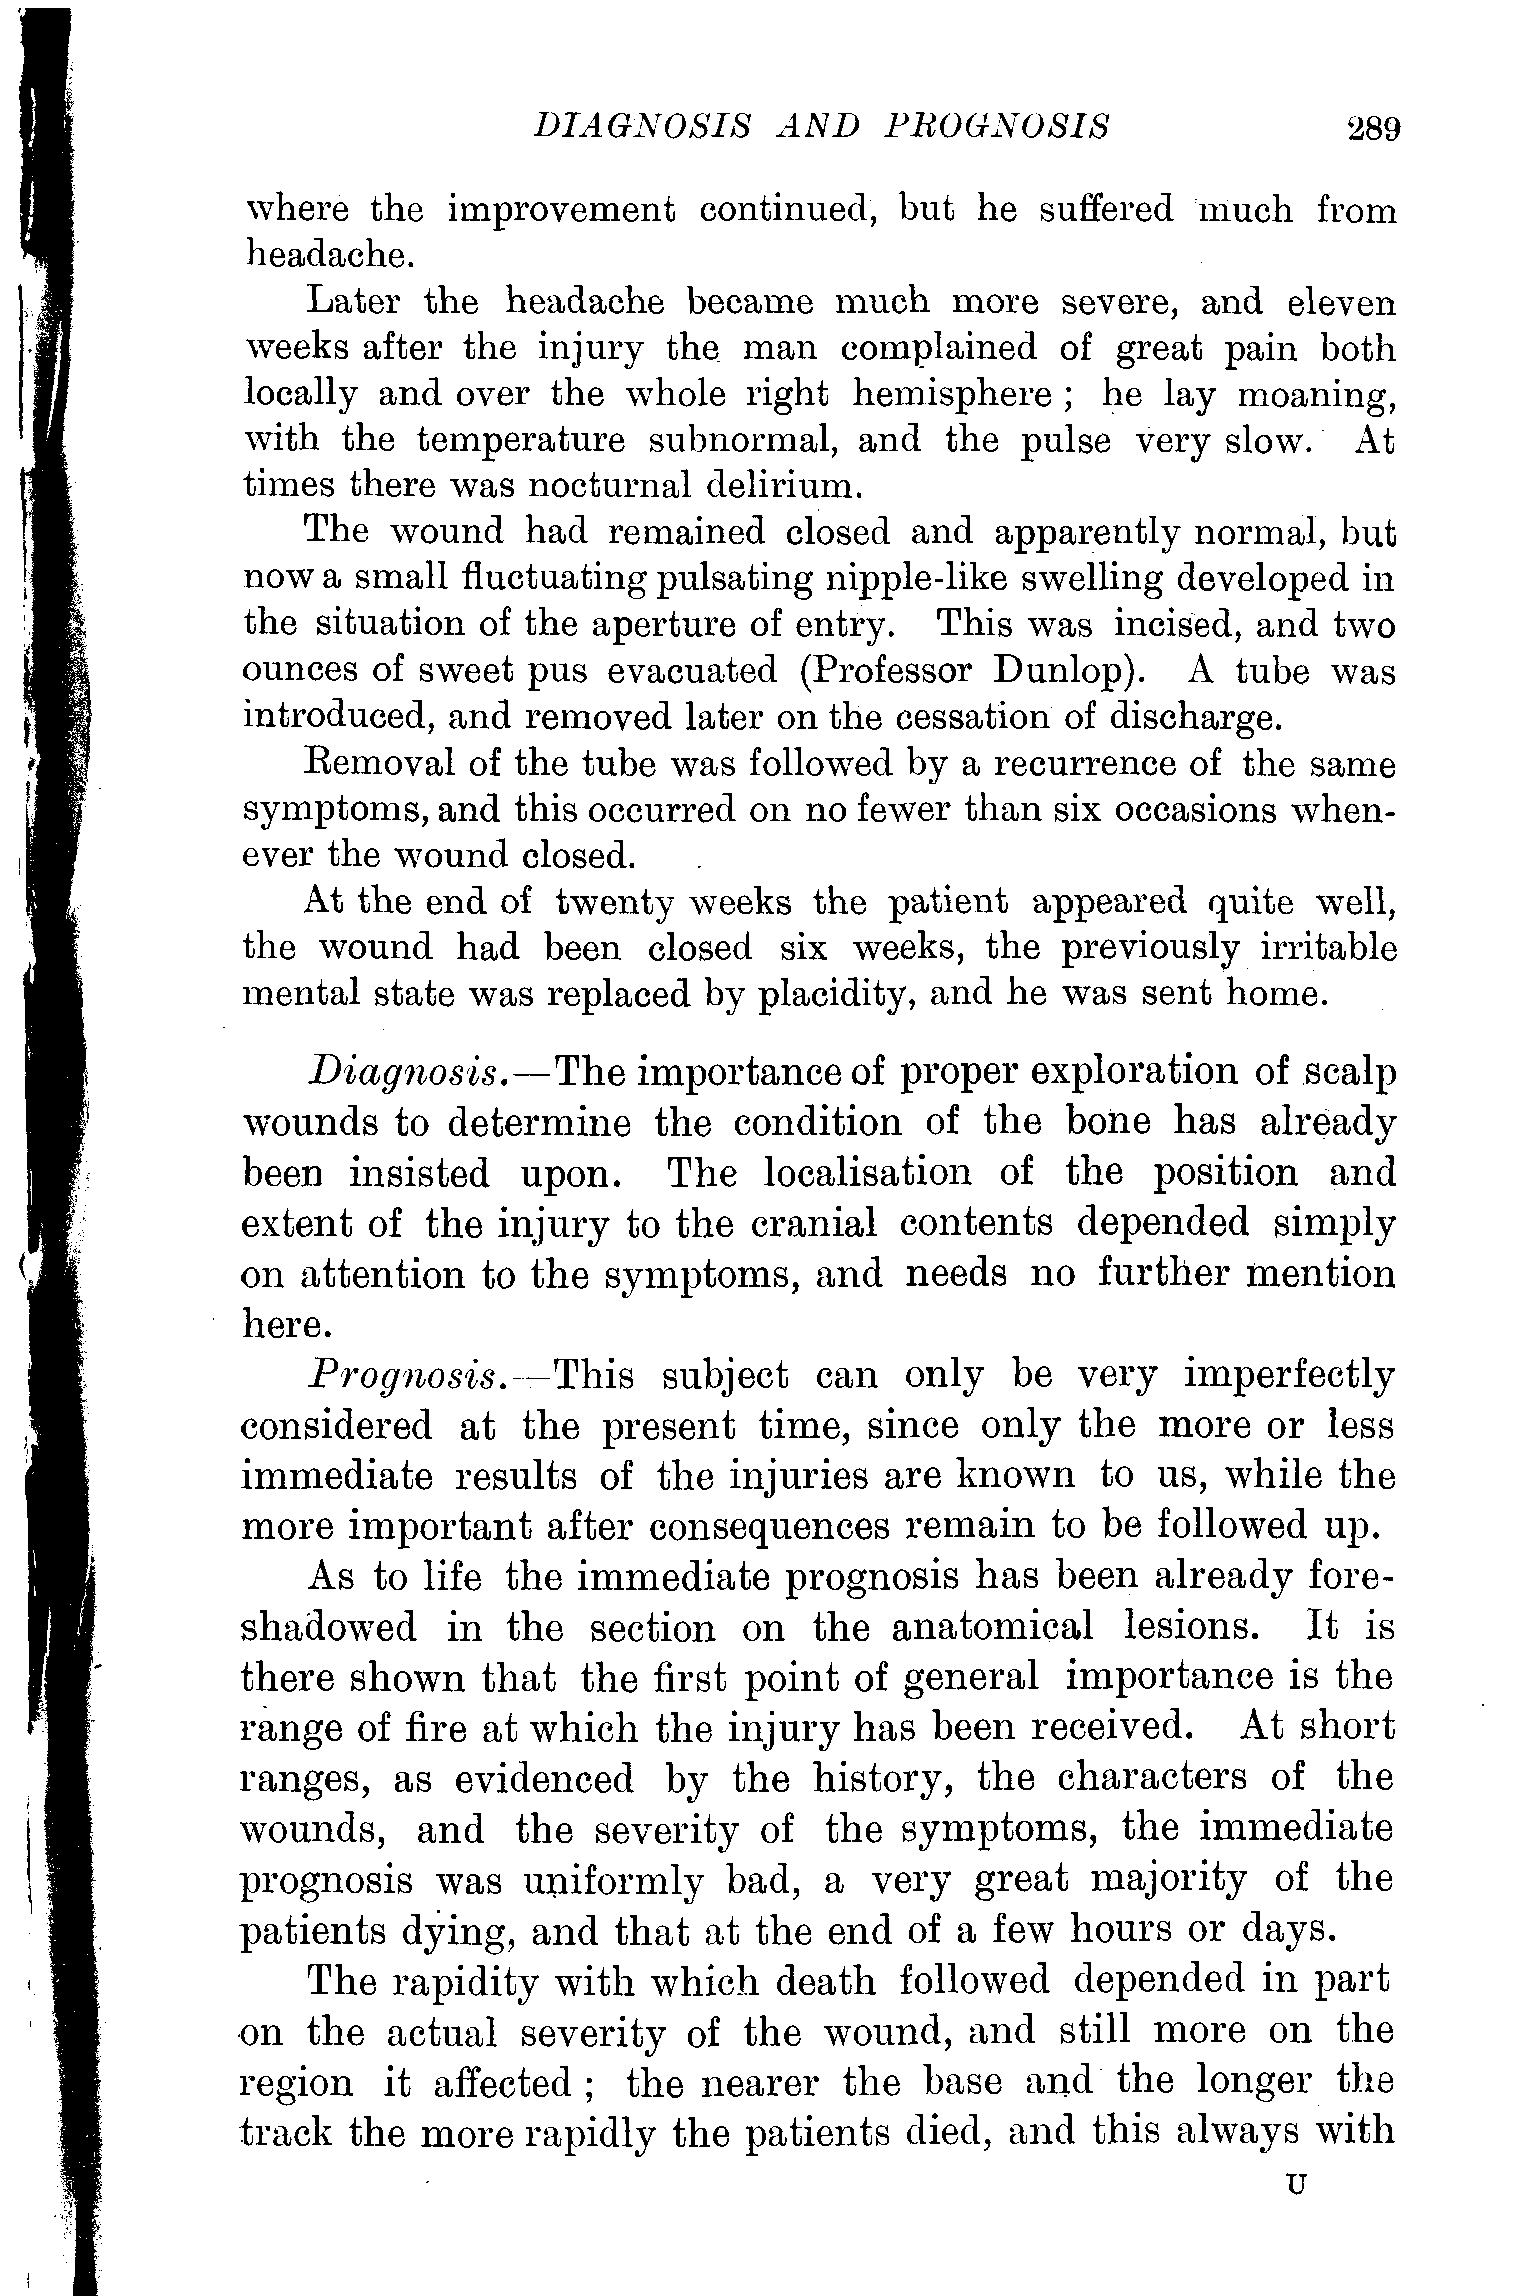 DIAGNOSIS AND PROGNOSIS 289
where the improvement continued, but he suffered much from
headache.
Later the headache became much more severe, and eleven
weeks after the injury the man complained of great pain both
locally and over the whole right hemisphere ; he lay moaning,
with the temperature subnormal, and the pulse very slow. At
times there was nocturnal delirium.
The wound had remained closed and apparently normal, but
now a small fluctuating pulsating nipple-like swelling developed in
the situation of the aperture of entry. This was incised, and two
ounces of sweet pus evacuated (Professor Dunlop). A tube was
introduced, and removed later on the cessation of discharge.
Removal of the tube was followed by a recurrence of the same
symptoms, and this occurred on no fewer than six occasions when-
ever the wound closed.
At the end of twenty weeks the patient appeared quite well,
the wound had been closed six weeks, the previously irritable
mental state was replaced by placidity, and he was sent home.
Diagnosis.—The importance of proper exploration of scalp
wounds to determine the condition of the bone has already
been insisted upon. The localisation of the position and
extent of the injury to the cranial contents depended simply
on attention to the symptoms, and needs no further mention
here.
Prognosis.—This subject can only be very imperfectly
considered at the present time, since only the more or less
immediate results of the injuries are known to us, while the
more important after consequences remain to be followed up.
As to life the immediate prognosis has been already fore-
shadowed in the section on the anatomical lesions. It is
there shown that the first point of general importance is the
range of fire at which the injury has been received. At short
ranges, as evidenced by the history, the characters of the
wounds, and the severity of the symptoms, the immediate
prognosis was uniformly bad, a very great majority of the
patients dying, and that at the end of a few hours or days.
The rapidity with which death followed depended in part
on the actual severity of the wound, and still more on the
region it affected ; the nearer the base and the longer the
track the more rapidly the patients died, and this always with
U